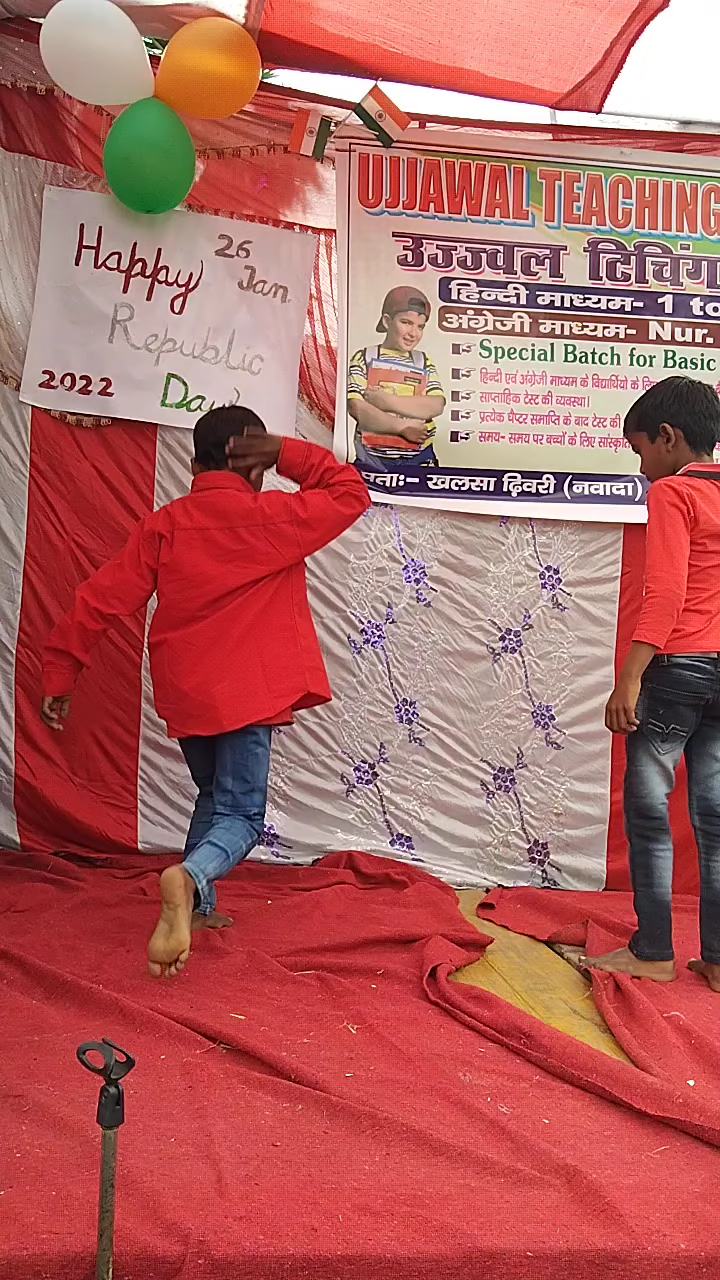 26
Jan
Happy
Republic
2022
Day
UJJAWAL TEACHING
उज्ज्वल टिचिंग
हिन्दी माध्यम- 1 to
अंग्रेजी माध्यम- Nur.
Special Batch for Basic
हिन्दी एवं अंग्रेजी माध्यम के विद्यार्थियो के
साप्ताहिक टेस्ट की व्यवस्था।
प्रत्येक चैप्टर समाप्ति के बाद टेस्ट की
समय- समय पर बच्चों के लिए
पताः- खलसा ढ़िवरी (नवादा)